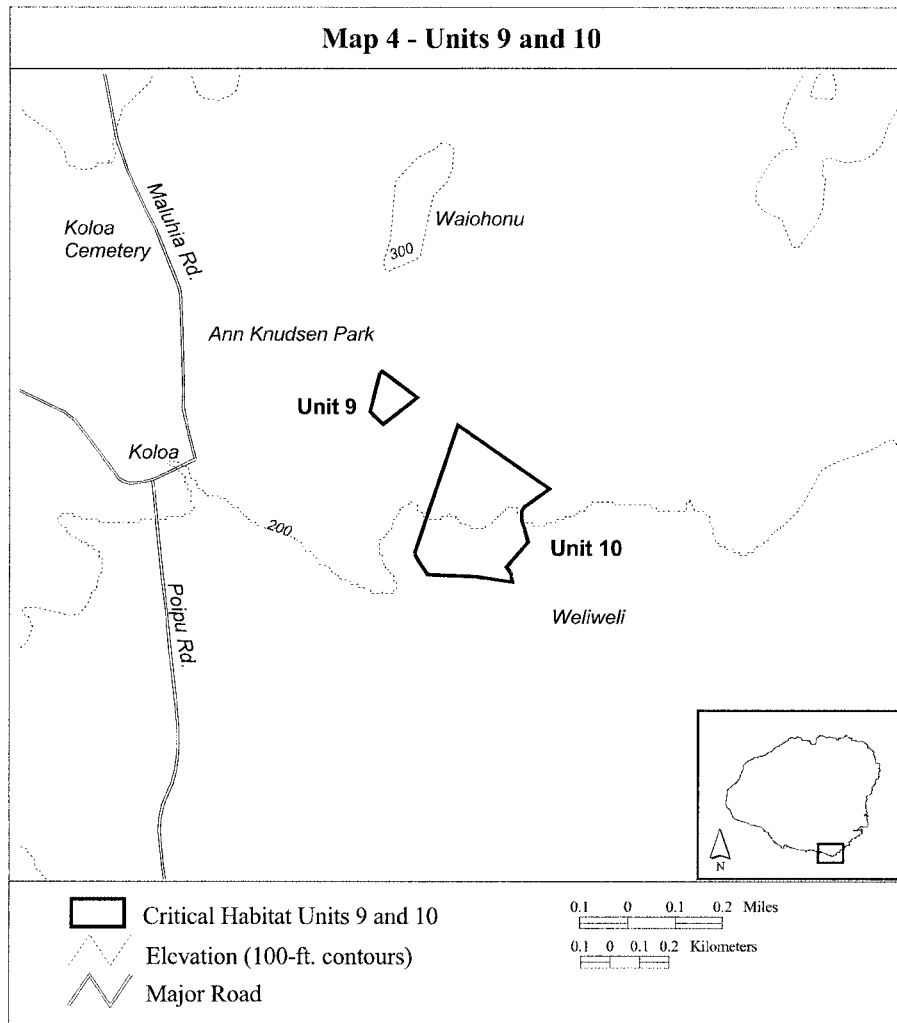 Map 4 - Units 9 and 10
Koloa
Cemetery
Maluhia Rd.
Waiohonu
300
Ann Knudsen Park
Unit 9
Koloa
200
Unit 10
Poipu Rd.
Weliweli
N
Critical Habitat Units 9 and 10
Elevation (100-ft. contours)
Major Road
0.1 0 0.1 0.2 Miles
0.1 0 0.1 0.2 Kilometers